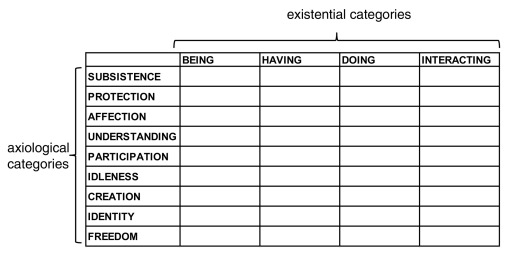 existential categories
BEING HAVING DOING INTERACTING
SUBSISTENCE
PROTECTION
AFFECTION
UNDERSTANDING
axiological
categories
PARTICIPATION
IDLENESS
CREATION
IDENTITY
FREEDOM